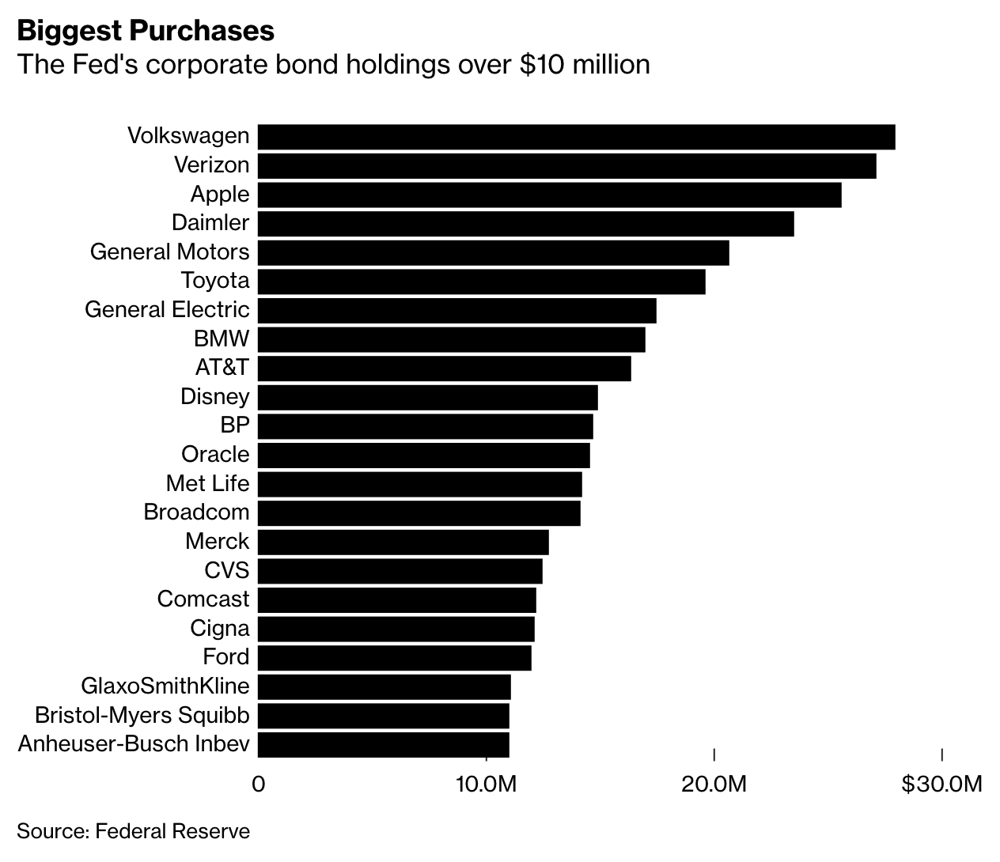 Biggest Purchases
The Fed's corporate bond holdings over $10 million
Volkswagen
Verizon
Apple
Daimler
General Motors
Toyota
General Electric
BMW
AT&T
Disney
BP
Oracle
Met Life
Broadcom
Merck
CVS
Comcast
Cigna
Ford
GlaxoSmithKline
Bristol-Myers Squibb
Anheuser-Busch Inbev
0 10.0M 20.0M $30.0M
Source: Federal Reserve